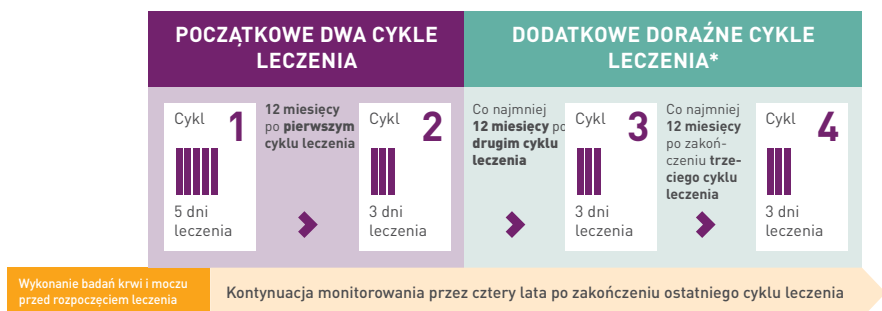 POCZĄTKOWE DWA CYKLE
LECZENIA
DODATKOWE DORAŹNE CYKLE
LECZENIA*
Cykl 1
5 dni
leczenia
12 miesięcy
po pierwszym
cyklu leczenia
Cykl 2
3 dni
leczenia
Co najmniej
12 miesięcy po
drugim cyklu
leczenia
Cykl 3
3 dni
leczenia
Co najmniej
12 miesięcy
po zakoń-
czeniu trze-
ciego cyklu
leczenia
Cykl 4
3 dni
leczenia
Wykonanie badań krwi i moczu
przed rozpoczęciem leczenia
Kontynuacja monitorowania przez cztery lata po zakończeniu ostatniego cyklu leczenia